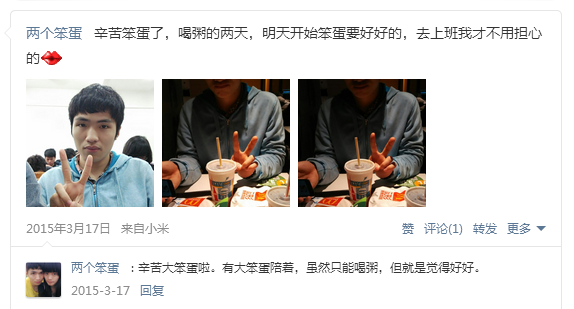 两个笨蛋 辛苦笨蛋了，喝粥的两天，明天开始笨蛋要好好的，去上班我才不用担心
的
2015年3月17日 来自小米 赞 评论(1) 转发 更多
两个笨蛋 ：辛苦大笨蛋啦。有大笨蛋陪着，虽然只能喝粥，但就是觉得好好。
2015-3-17 回复